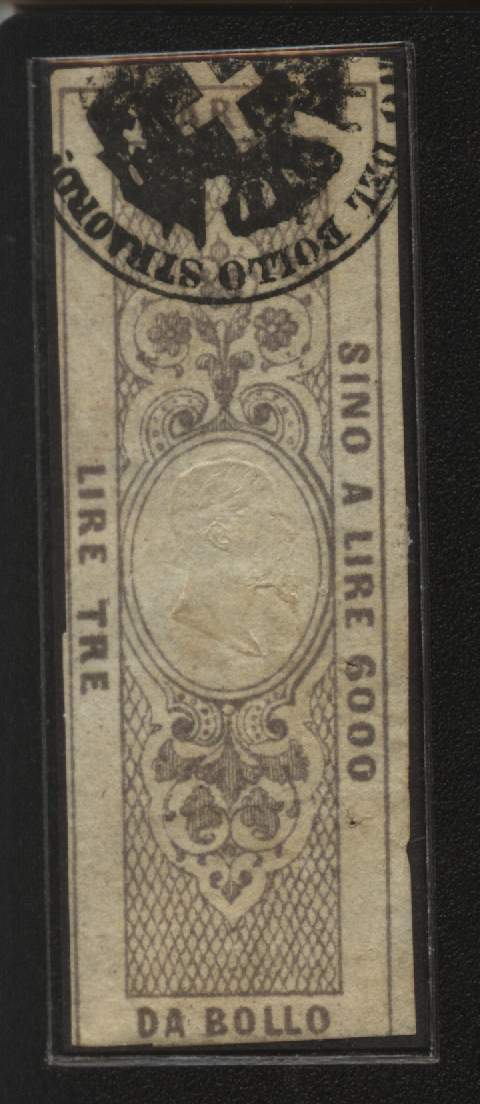 DEL BOLLO STRAORD.
SINO A LIRE 6000
LIRE TRE
DA BOLLO